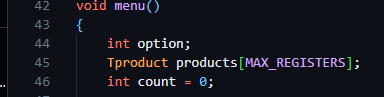 42 void menu()
43 {
44 int option;
45 Tproduct products[MAX_REGISTERS];
46 int count = 0;